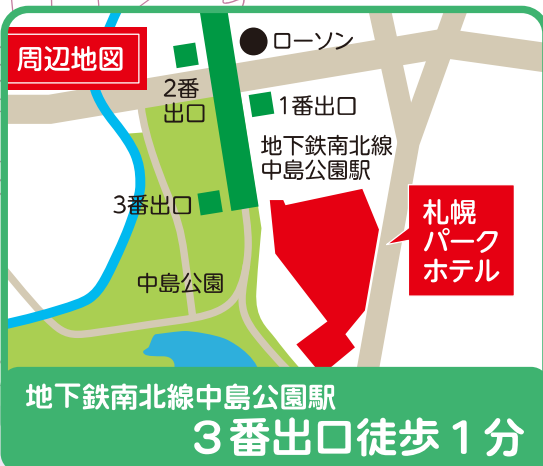 周辺地図
ローソン
2番
出口
1番出口
地下鉄南北線
中島公園駅
3番出口
札幌
パーク
ホテル
中島公園
地下鉄南北線中島公園駅
3番出口徒歩1分